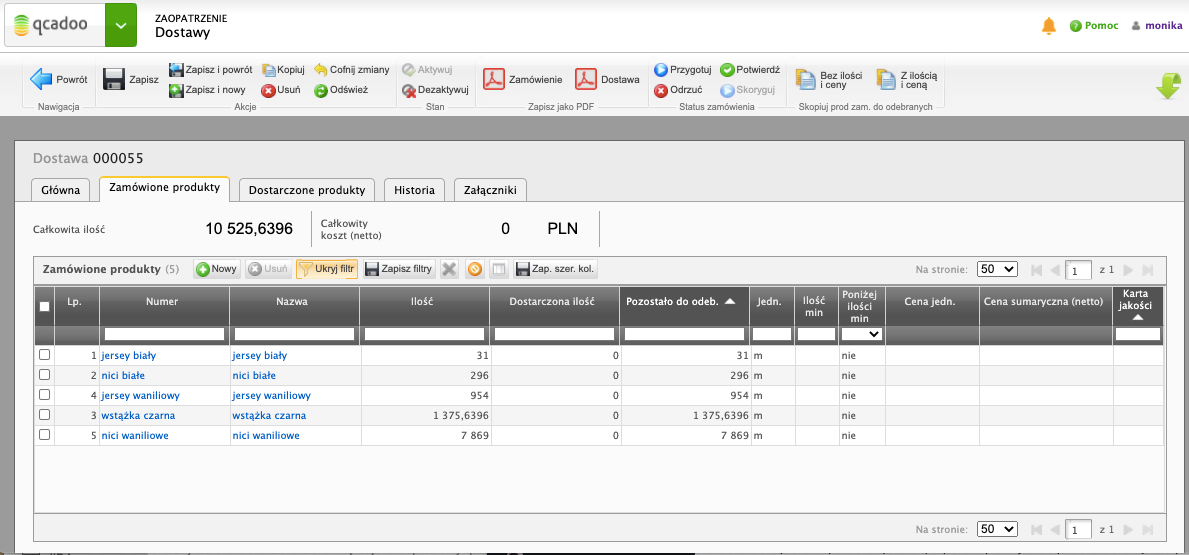 qcadoo
ZAOPATRZENIE
Dostawy
Pomoc
monika
Powrót
Nawigacja
Zapisz
Zapisz i powrót
Kopiuj
Cofnij zmiany
Zapisz i nowy
Usuń
Odśwież
Akcje
Aktywuj
Dezaktywuj
Stan
Zamówienie
Dostawa
Zapisz jako PDF
Przygotuj
Potwierdź
Odrzuć
Skoryguj
Status zamówienia
Bez ilości
i ceny
Z ilością
i ceną
Skopiuj prod zam. do odebranych
Dostawa 000055
Główna
Zamówione produkty
Dostarczone produkty
Historia
Załączniki
Całkowita ilość
10 525,6396
Całkowity
koszt (netto)
0
PLN
Zamówione produkty (5)
Nowy
Usuń
Ukryj filtr
Zapisz filtry
Zap. szer. kol.
Na stronie:
50
1
z 1
Lp.
Numer
Nazwa
Ilość
Dostarczona ilość
Pozostało do odeb.
Jedn.
Ilość
min
Poniżej
ilości
min
Cena jedn.
Cena sumaryczna (netto)
Karta
jakości
1 jersey biały jersey biały 31 0 31 m nie
2 nici białe nici białe 296 0 296 m nie
4 jersey waniliowy jersey waniliowy 954 0 954 m nie
3 wstążka czarna wstążka czarna 1 375,6396 0 1 375,6396 m nie
5 nici waniliowe nici waniliowe 7 869 0 7 869 m nie
Na stronie:
50
1
z 1